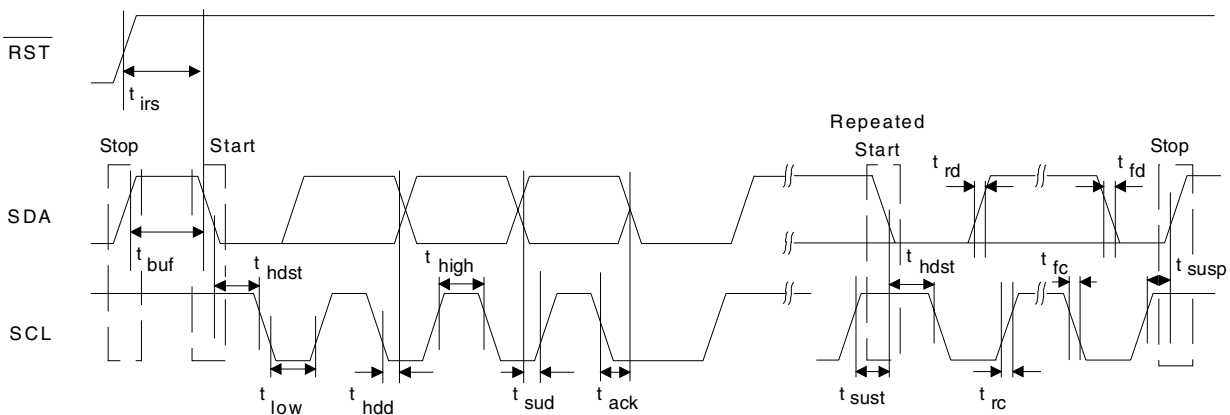 RST
t irs
Repeated
Stop Start Start Stop
t rd t fd
SDA
t buf t hdst t high t hdst t fc t susp
SCL
t low t hdd t sud t ack t sust t rc